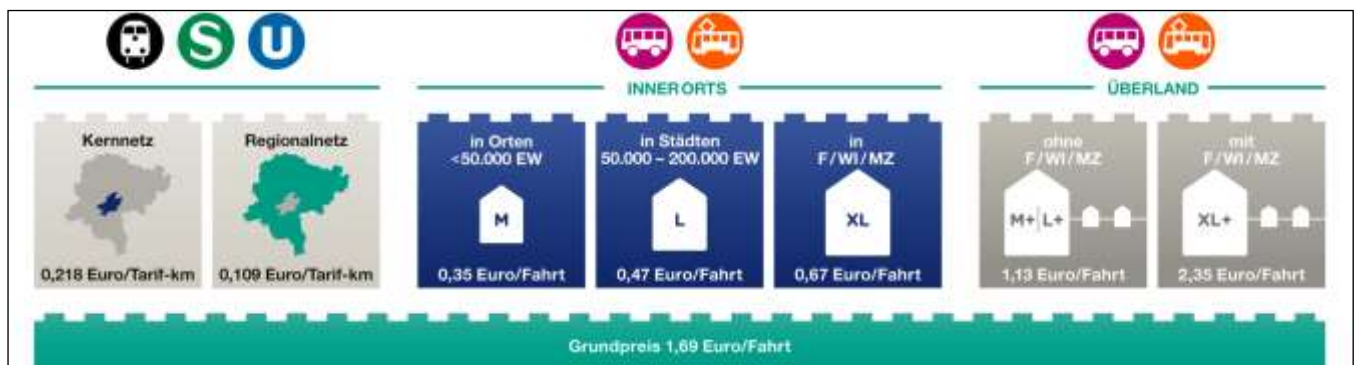 S
U
INNERORTS
ÜBERLAND
Kernnetz
0,218 Euro/Tarif-km
Regionalnetz
0,109 Euro/Tarif-km
in Orten
<50.000 EW
M
0,35 Euro/Fahrt
in Städten
50.000 – 200.000 EW
L
0,47 Euro/Fahrt
in
F/WI/MZ
XL
0,67 Euro/Fahrt
ohne
F/WI/MZ
M+|L+
1,13 Euro/Fahrt
mit
F/WI/MZ
XL+
2,35 Euro/Fahrt
Grundpreis 1,69 Euro/Fahrt